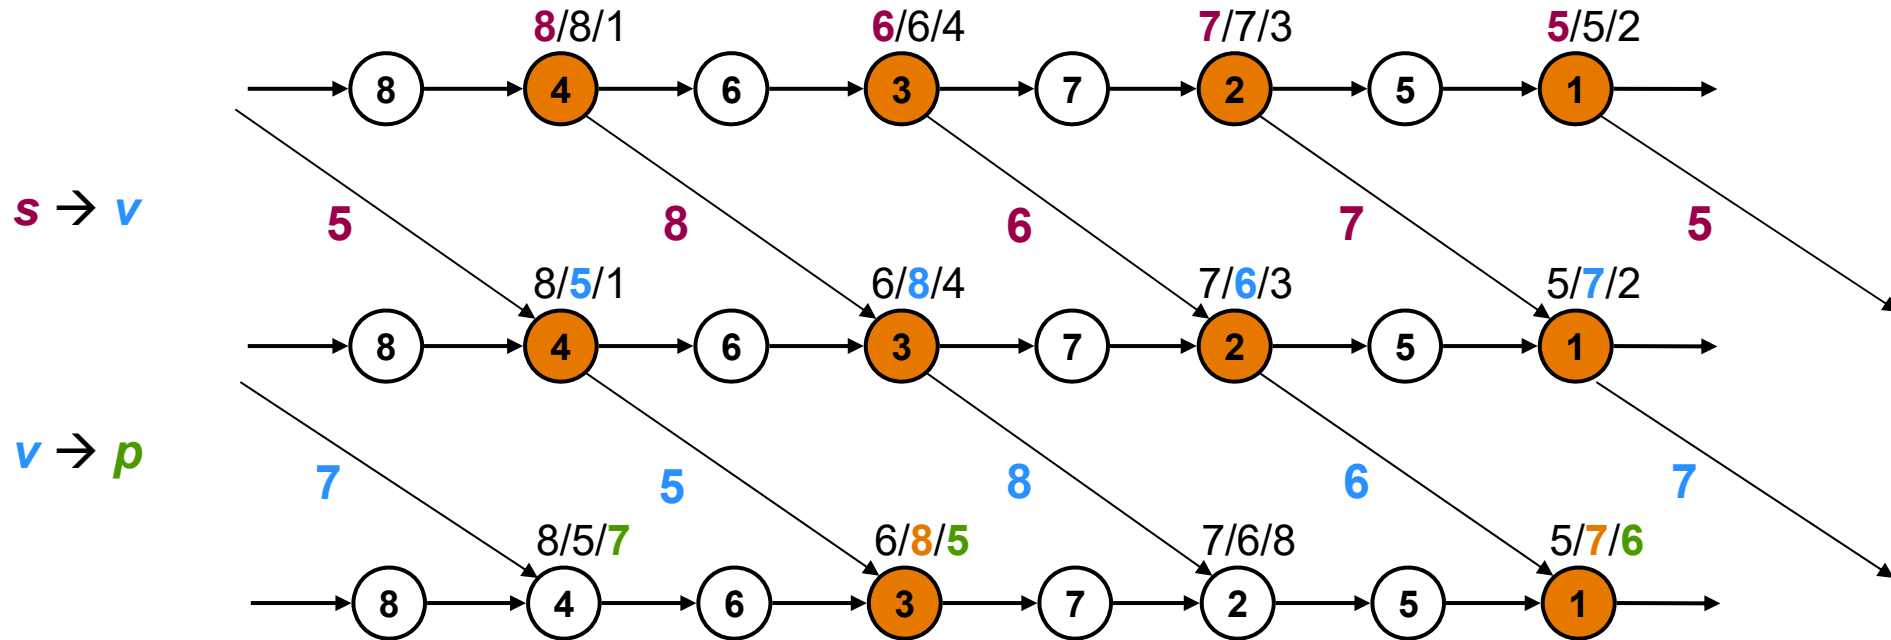 8/8/1 6/6/4 7/7/3 5/5/2
8 4 6 3 7 2 5 1
s → v 5 8 6 7 5
8/5/1 6/8/4 7/6/3 5/7/2
8 4 6 3 7 2 5 1
v → p 7 5 8 6 7
8/5/7 6/8/5 7/6/8 5/7/6
8 4 6 3 7 2 5 1